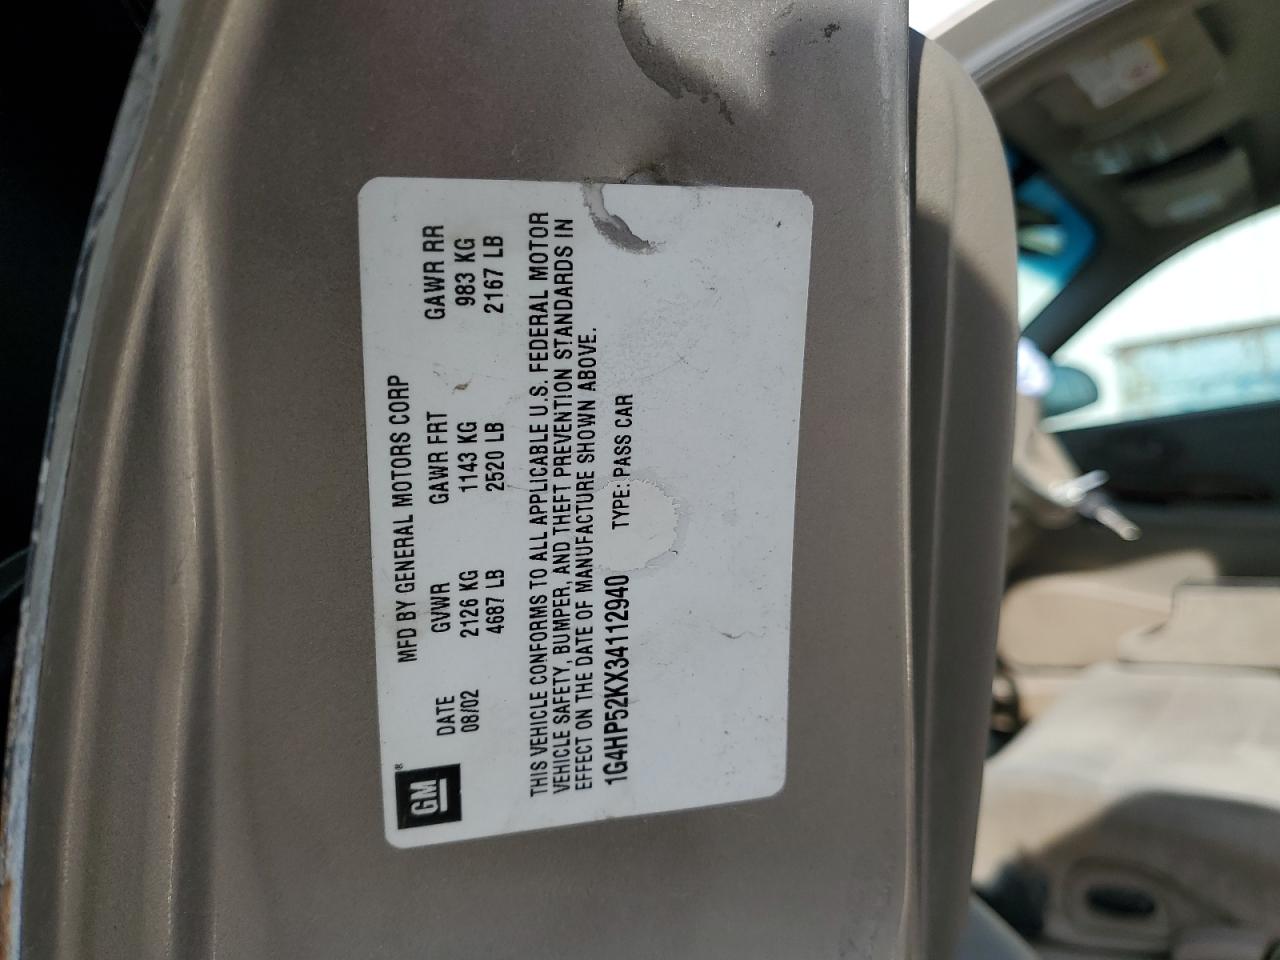 GM®
MFD BY GENERAL MOTORS CORP
DATE GVWR GAWR FRT GAWR RR
08/02 2126 KG 1143 KG 983 KG
4687 LB 2520 LB 2167 LB
THIS VEHICLE CONFORMS TO ALL APPLICABLE U.S. FEDERAL MOTOR
VEHICLE SAFETY, BUMPER, AND THEFT PREVENTION STANDARDS IN
EFFECT ON THE DATE OF MANUFACTURE SHOWN ABOVE.
1G4HP52KX34112940 TYPE: PASS CAR